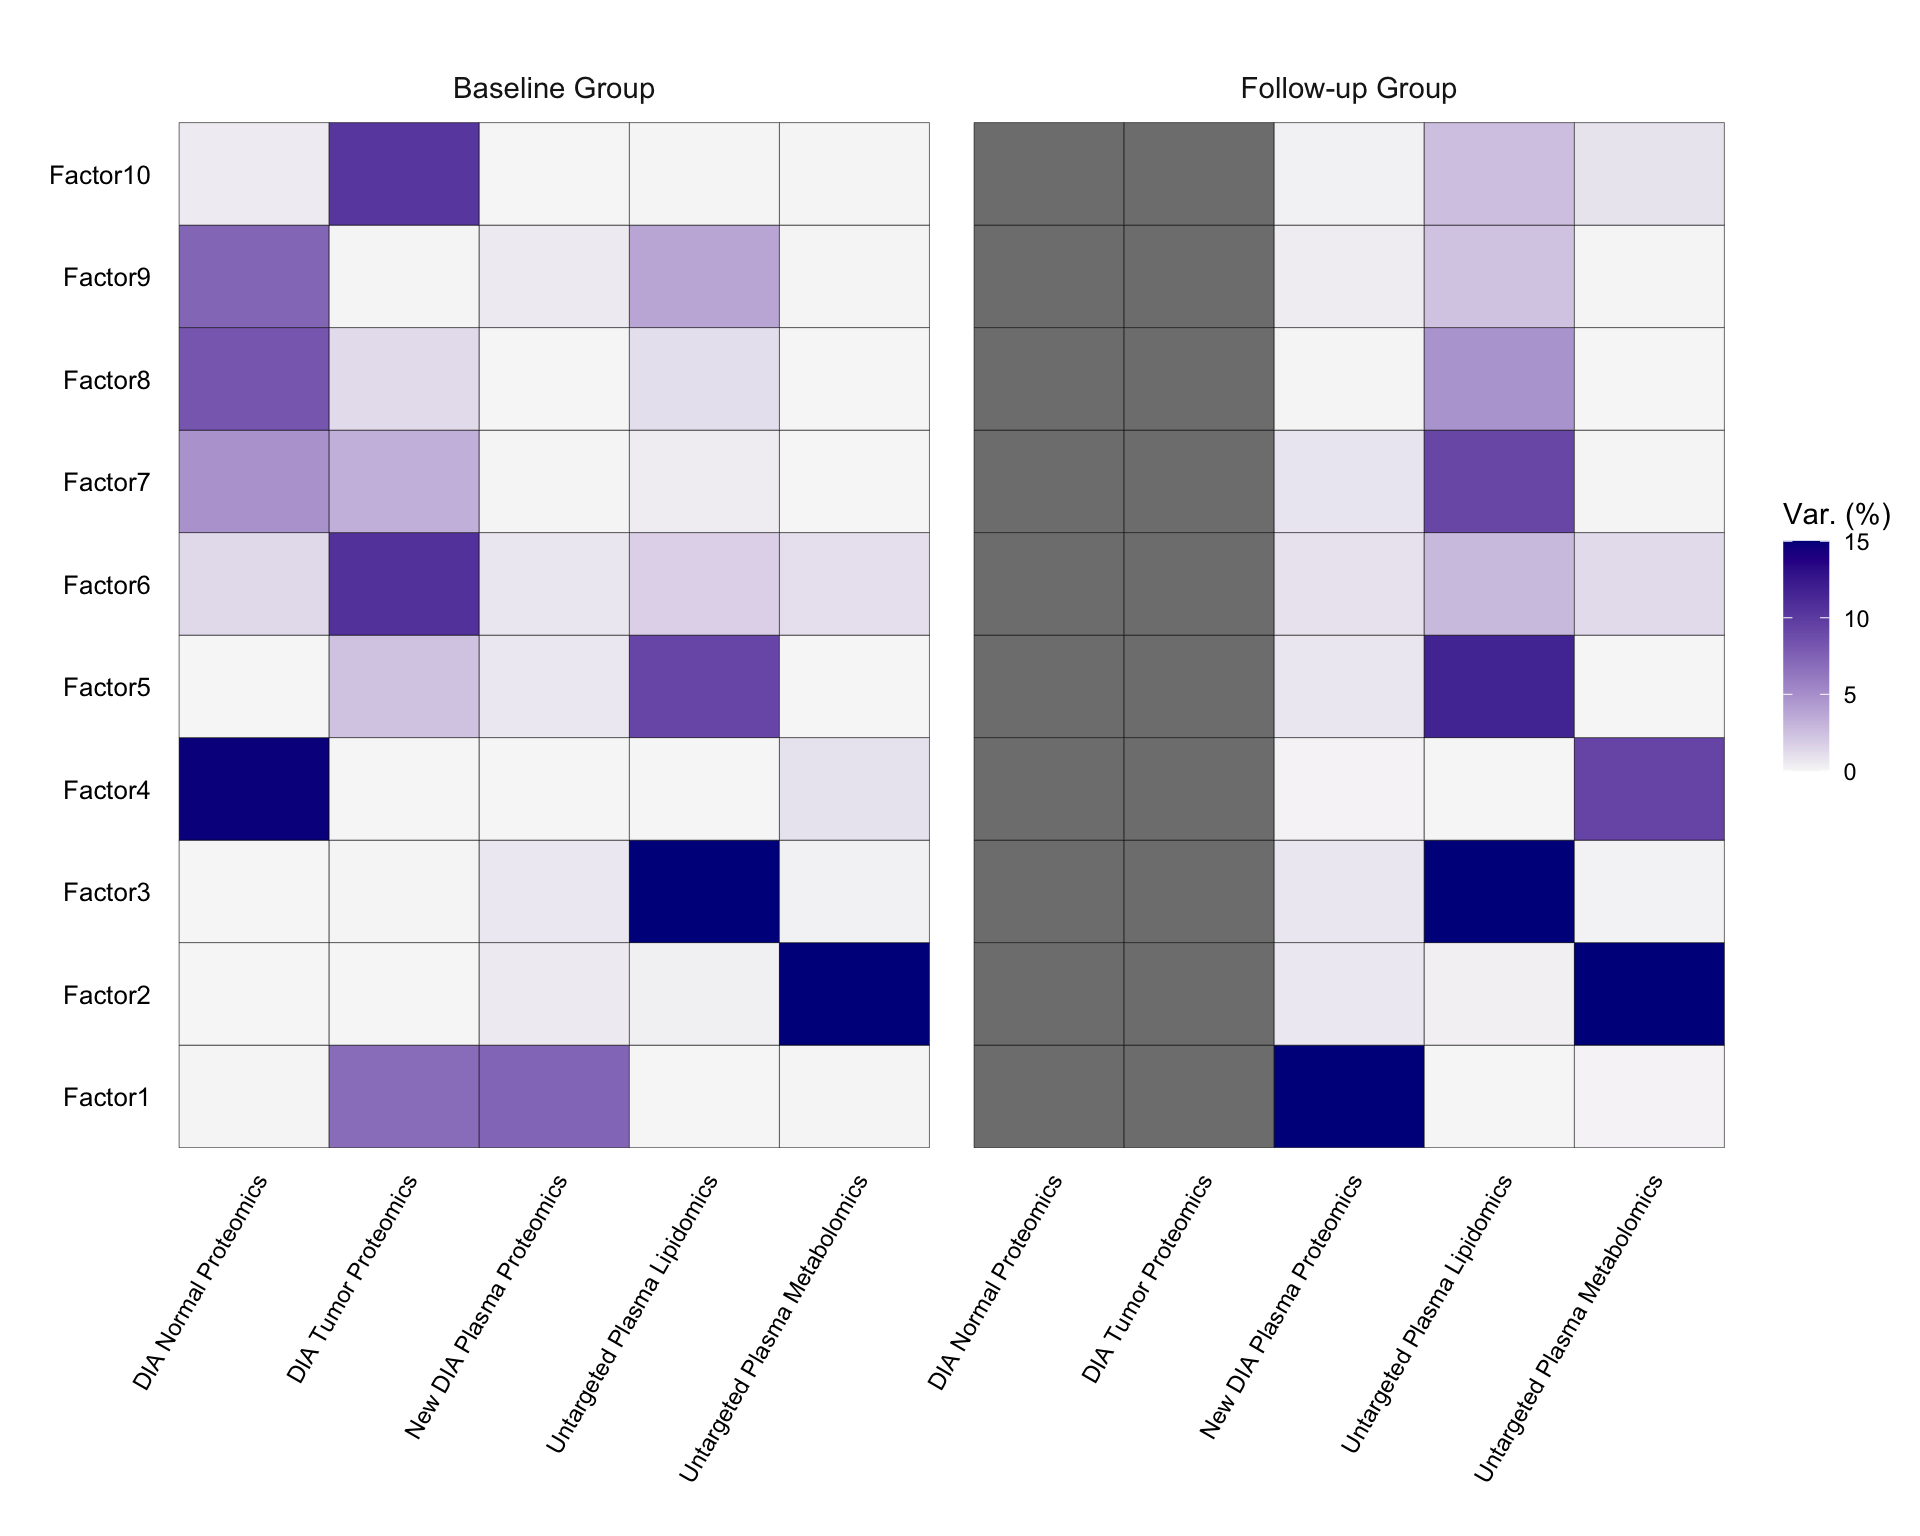 Baseline Group
Follow-up Group
Factor10
Factor9
Factor8
Factor7
Factor6
Factor5
Factor4
Factor3
Factor2
Factor1
DIA Normal Proteomics
DIA Tumor Proteomics
New DIA Plasma Proteomics
Untargeted Plasma Lipidomics
Untargeted Plasma Metabolomics
DIA Normal Proteomics
DIA Tumor Proteomics
New DIA Plasma Proteomics
Untargeted Plasma Lipidomics
Untargeted Plasma Metabolomics
Var. (%)
15
10
5
0